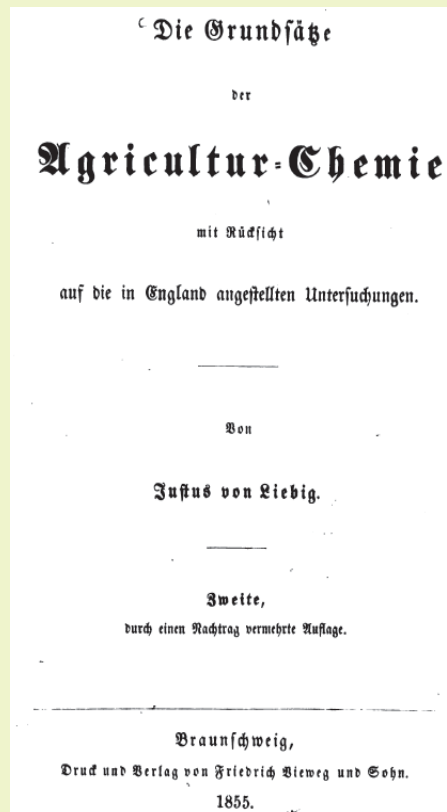 Die Grundsätze
der
Agricultur-Chemie
mit Rücksicht
auf die in England angestellten Untersuchungen.
Von
Justus von Liebig.
Zweite,
durch einen Nachtrag vermehrte Auflage.
Braunschweig,
Druck und Verlag von Friedrich Vieweg und Sohn.
1855.